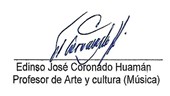 Edinso José Coronado Huamán
Profesor de Arte y cultura (Música)